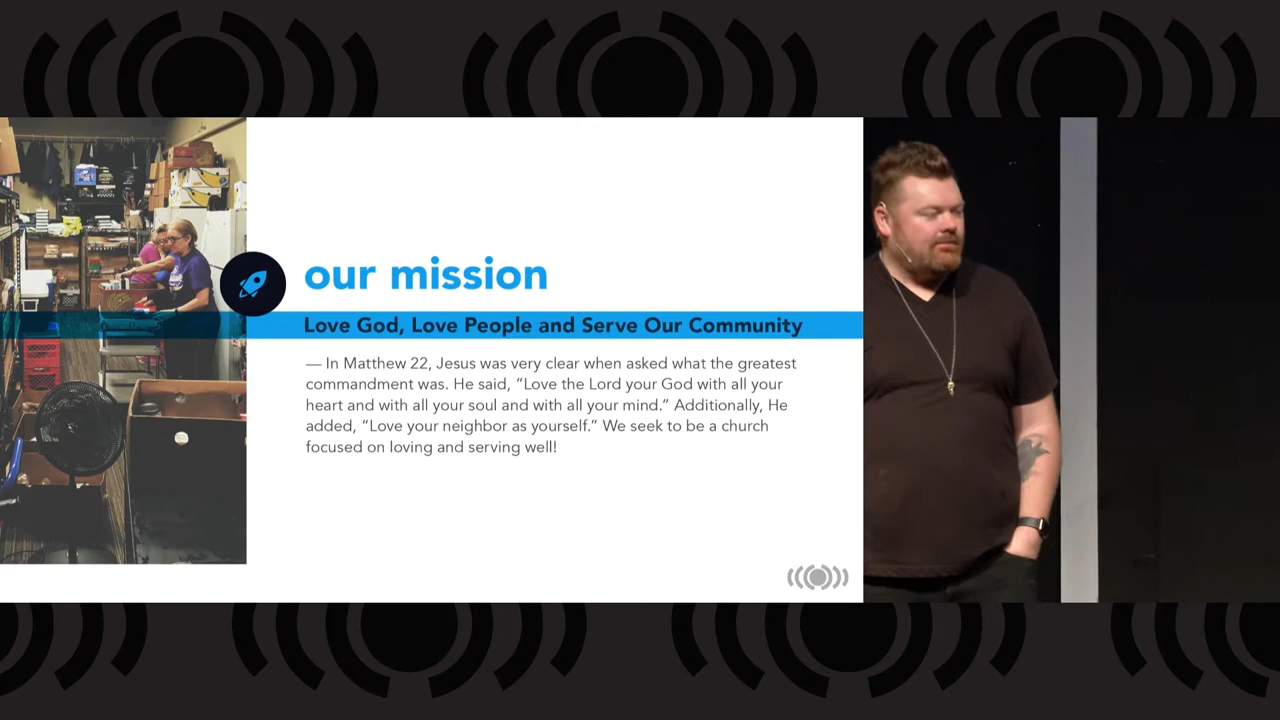 our mission
Love God, Love People and Serve Our Community
— In Matthew 22, Jesus was very clear when asked what the greatest
commandment was. He said, “Love the Lord your God with all your
heart and with all your soul and with all your mind.” Additionally, He
added, “Love your neighbor as yourself.” We seek to be a church
focused on loving and serving well!